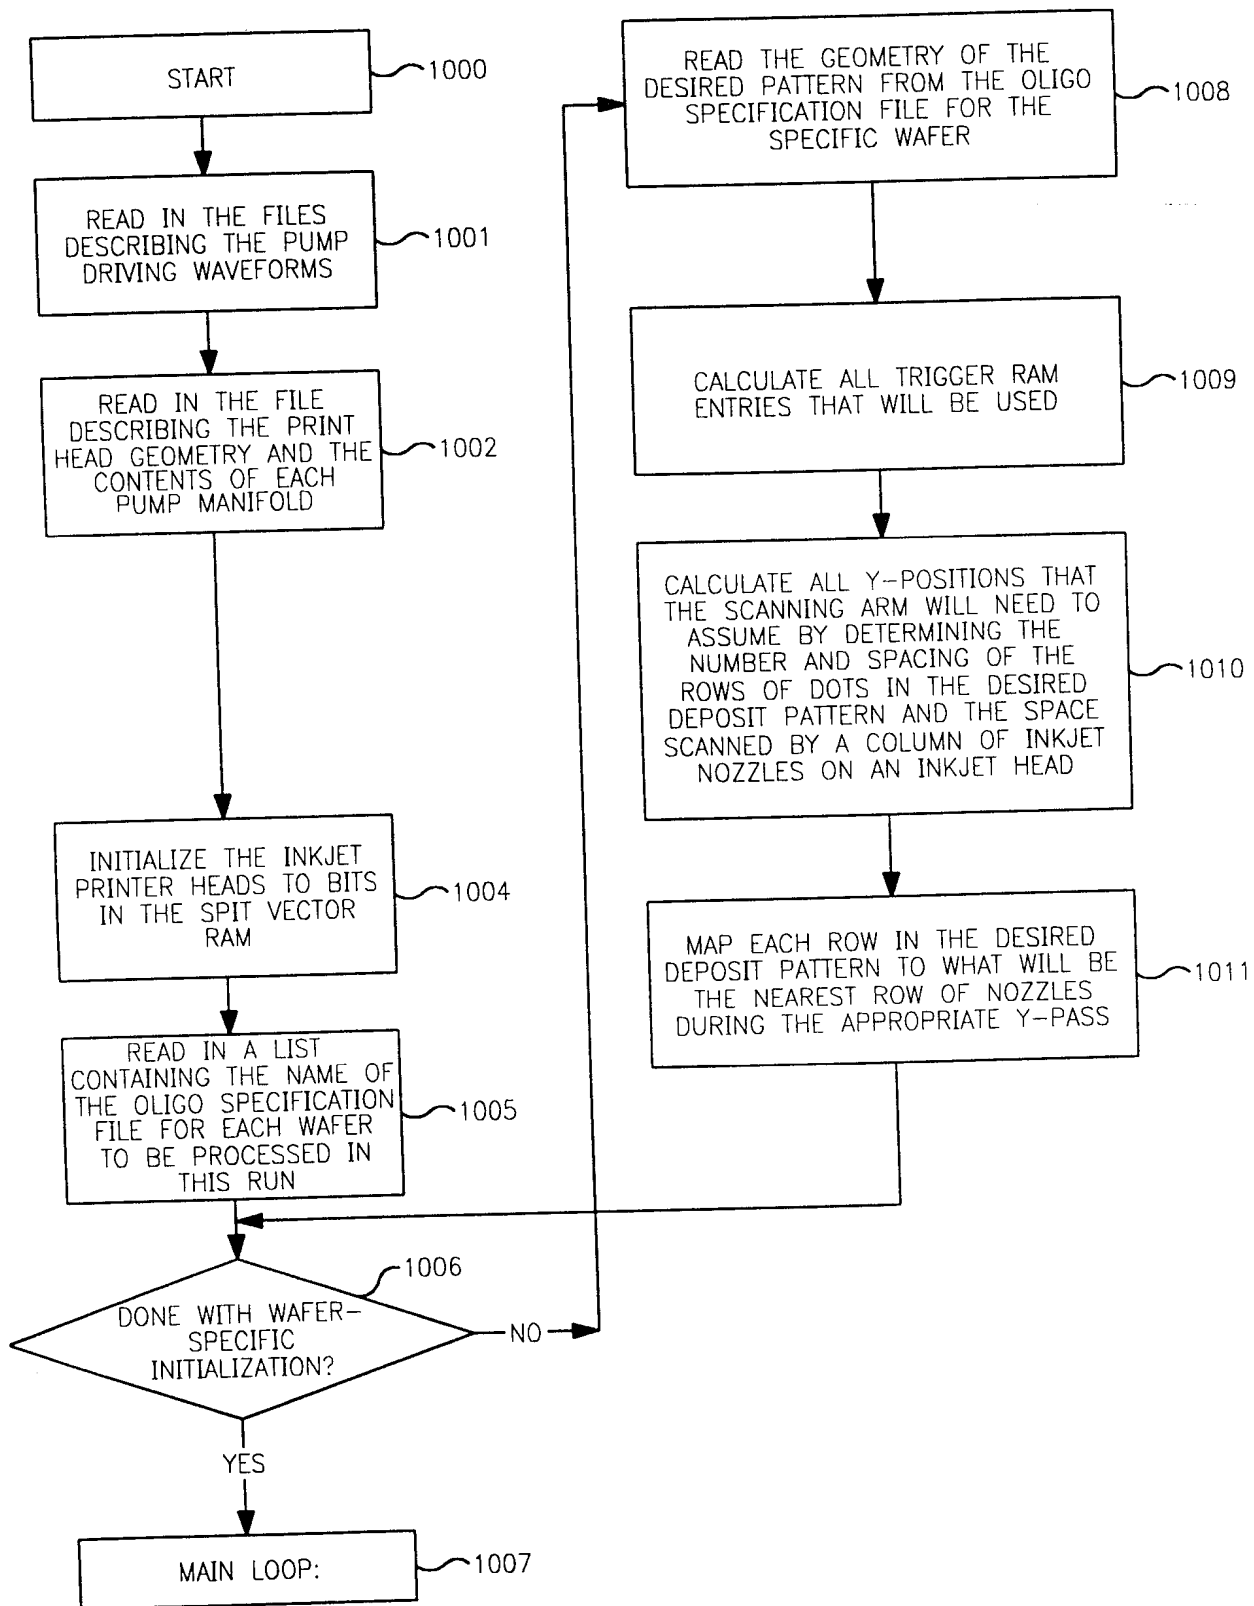 START
1000
READ IN THE FILES
DESCRIBING THE PUMP
DRIVING WAVEFORMS
1001
READ IN THE FILE
DESCRIBING THE PRINT
HEAD GEOMETRY AND THE
CONTENTS OF EACH
PUMP MANIFOLD
1002
INITIALIZE THE INKJET
PRINTER HEADS TO BITS
IN THE SPIT VECTOR
RAM
1004
READ IN A LIST
CONTAINING THE NAME OF
THE OLIGO SPECIFICATION
FILE FOR EACH WAFER
TO BE PROCESSED IN
THIS RUN
1005
1006
DONE WITH WAFER-
SPECIFIC
INITIALIZATION?
NO
YES
MAIN LOOP:
1007
READ THE GEOMETRY OF THE
DESIRED PATTERN FROM THE OLIGO
SPECIFICATION FILE FOR THE
SPECIFIC WAFER
1008
CALCULATE ALL TRIGGER RAM
ENTRIES THAT WILL BE USED
1009
CALCULATE ALL Y-POSITIONS THAT
THE SCANNING ARM WILL NEED TO
ASSUME BY DETERMINING THE
NUMBER AND SPACING OF THE
ROWS OF DOTS IN THE DESIRED
DEPOSIT PATTERN AND THE SPACE
SCANNED BY A COLUMN OF INKJET
NOZZLES ON AN INKJET HEAD
1010
MAP EACH ROW IN THE DESIRED
DEPOSIT PATTERN TO WHAT WILL BE
THE NEAREST ROW OF NOZZLES
DURING THE APPROPRIATE Y-PASS
1011